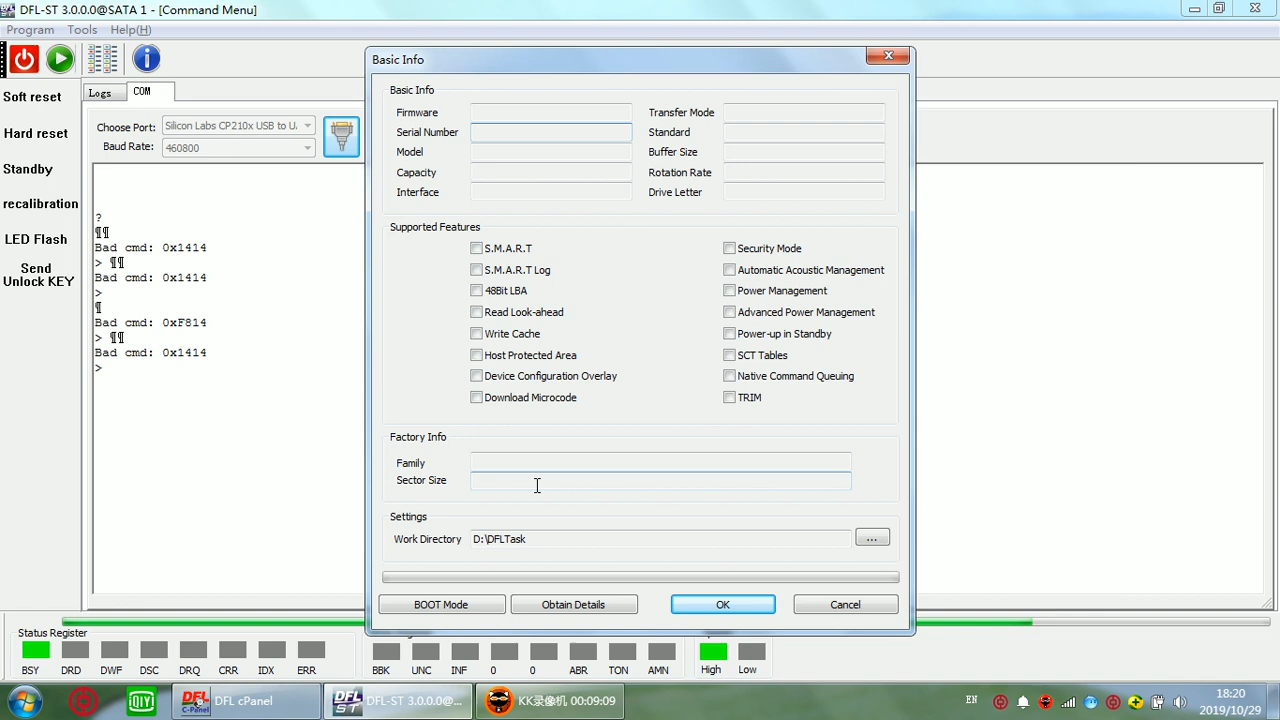 DFL-ST 3.0.0.0@SATA 1 - [Command Menu]
Program Tools Help(H)
Soft reset
Hard reset
Standby
recalibration
LED Flash
Send
Unlock KEY
Logs COM
Choose Port: Silicon Labs CP210x USB to U
Baud Rate: 460800
?
¶¶
Bad cmd: 0x1414
> ¶¶
Bad cmd: 0x1414
>
¶
Bad cmd: 0xF814
> ¶¶
Bad cmd: 0x1414
>
Basic Info
Basic Info
Firmware Transfer Mode
Serial Number Standard
Model Buffer Size
Capacity Rotation Rate
Interface Drive Letter
Supported Features
S.M.A.R.T Security Mode
S.M.A.R.T Log Automatic Acoustic Management
48Bit LBA Power Management
Read Look-ahead Advanced Power Management
Write Cache Power-up in Standby
Host Protected Area SCT Tables
Device Configuration Overlay Native Command Queuing
Download Microcode TRIM
Factory Info
Family
Sector Size
Settings
Work Directory D:\DFLTask ...
BOOT Mode Obtain Details OK Cancel
Status Register
BSY DRD DWF DSC DRQ CRR IDX ERR BBK UNC INF 0 0 ABR TON AMN High Low
QIY DFL C-Panel DFL cPanel DFL -ST DFL-ST 3.0.0.0@... KK录像机 00:09:09 EN 18:20
2019/10/29